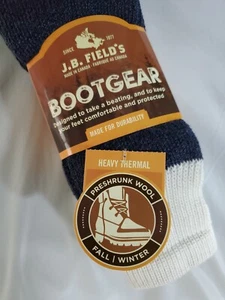 SINCE 1877
J.B. FIELD'S
MADE IN CANADA · FABRIQUÉ AU CANADA
BOOTGEAR
Designed to take a beating, and to keep
your feet comfortable and protected
MADE FOR DURABILITY
HEAVY THERMAL
PRESHRUNK WOOL
FALL | WINTER